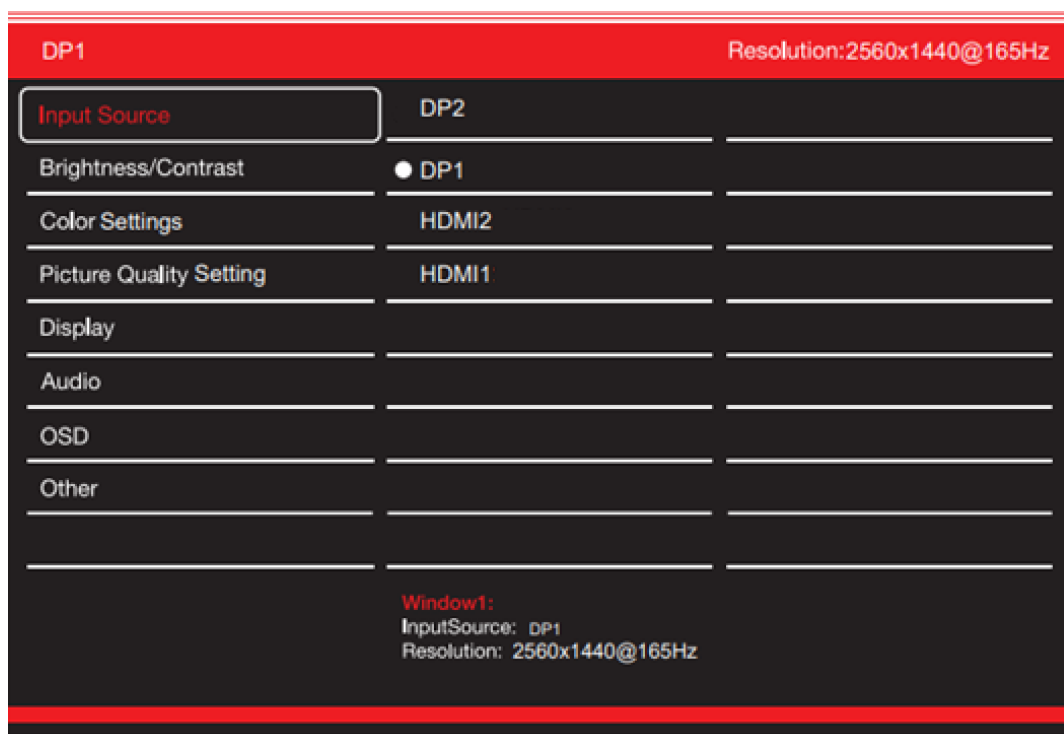 DP1 Resolution:2560x1440@165Hz
Input Source DP2
Brightness/Contrast DP1
Color Settings HDMI2
Picture Quality Setting HDMI1
Display
Audio
OSD
Other
Window1:
InputSource: DP1
Resolution: 2560x1440@165Hz